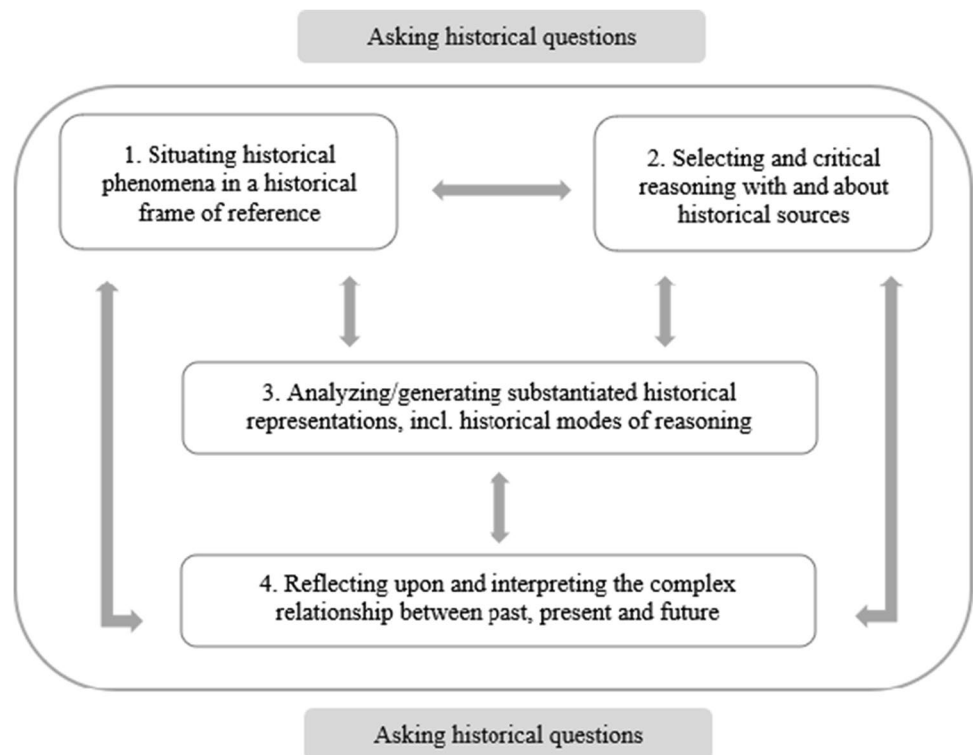 Asking historical questions
1. Situating historical
phenomena in a historical
frame of reference
2. Selecting and critical
reasoning with and about
historical sources
3. Analyzing/generating substantiated historical
representations, incl. historical modes of reasoning
4. Reflecting upon and interpreting the complex
relationship between past, present and future
Asking historical questions